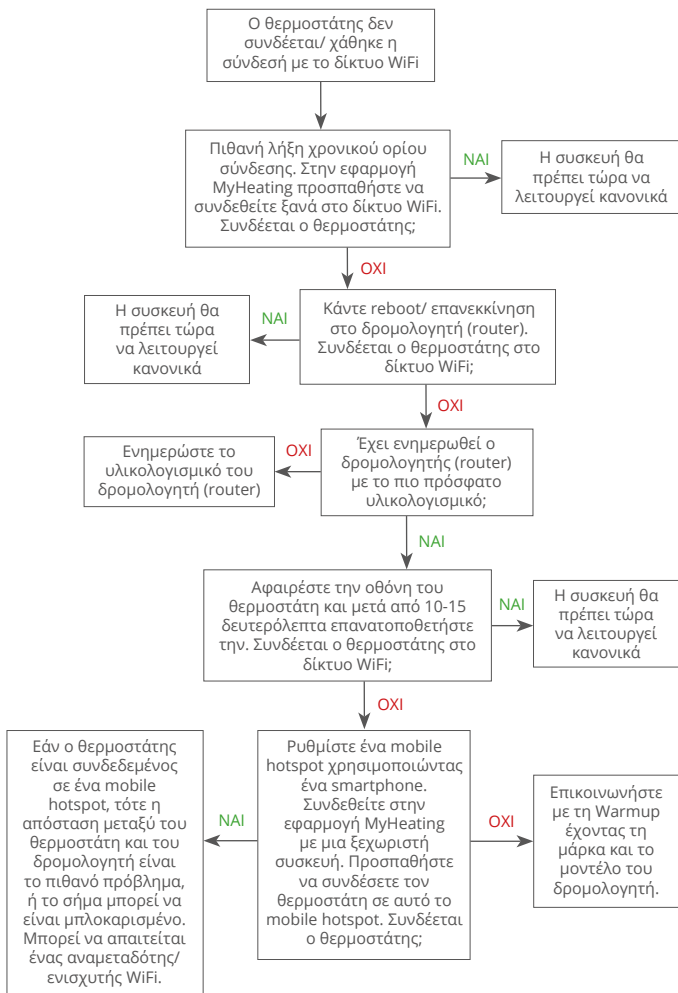 Ο θερμοστάτης δεν
συνδέεται/ χάθηκε η
σύνδεσή με το δίκτυο WiFi
Πιθανή λήξη χρονικού ορίου
σύνδεσης. Στην εφαρμογή
MyHeating προσπαθήστε να
συνδεθείτε ξανά στο δίκτυο WiFi.
Συνδέεται ο θερμοστάτης;
ΝΑΙ
Η συσκευή θα
πρέπει τώρα να
λειτουργεί κανονικά
ΟΧΙ
Κάντε reboot/ επανεκκίνηση
στο δρομολογητή (router).
Συνδέεται ο θερμοστάτης στο
δίκτυο WiFi;
ΝΑΙ
Η συσκευή θα
πρέπει τώρα
να λειτουργεί
κανονικά
ΟΧΙ
Έχει ενημερωθεί ο
δρομολογητής (router)
με το πιο πρόσφατο
υλικολογισμικό;
ΟΧΙ
Ενημερώστε το
υλικολογισμικό του
δρομολογητή (router)
ΝΑΙ
Αφαιρέστε την οθόνη του
θερμοστάτη και μετά από 10-15
δευτερόλεπτα επανατοποθετήστε
την. Συνδέεται ο θερμοστάτης στο
δίκτυο WiFi;
ΝΑΙ
Η συσκευή θα
πρέπει τώρα
να λειτουργεί
κανονικά
ΟΧΙ
Ρυθμίστε ένα mobile
hotspot χρησιμοποιώντας
ένα smartphone.
Συνδεθείτε στην
εφαρμογή MyHeating
με μια ξεχωριστή
συσκευή. Προσπαθήστε
να συνδέσετε τον
θερμοστάτη σε αυτό το
mobile hotspot. Συνδέεται
ο θερμοστάτης;
ΝΑΙ
Εάν ο θερμοστάτης
είναι συνδεδεμένος
σε ένα mobile
hotspot, τότε η
απόσταση μεταξύ του
θερμοστάτη και του
δρομολογητή είναι
το πιθανό πρόβλημα,
ή το σήμα μπορεί να
είναι μπλοκαρισμένο.
Μπορεί να απαιτείται
ένας αναμεταδότης/
ενισχυτής WiFi.
ΟΧΙ
Επικοινωνήστε
με τη Warmup
έχοντας τη
μάρκα και το
μοντέλο του
δρομολογητή.